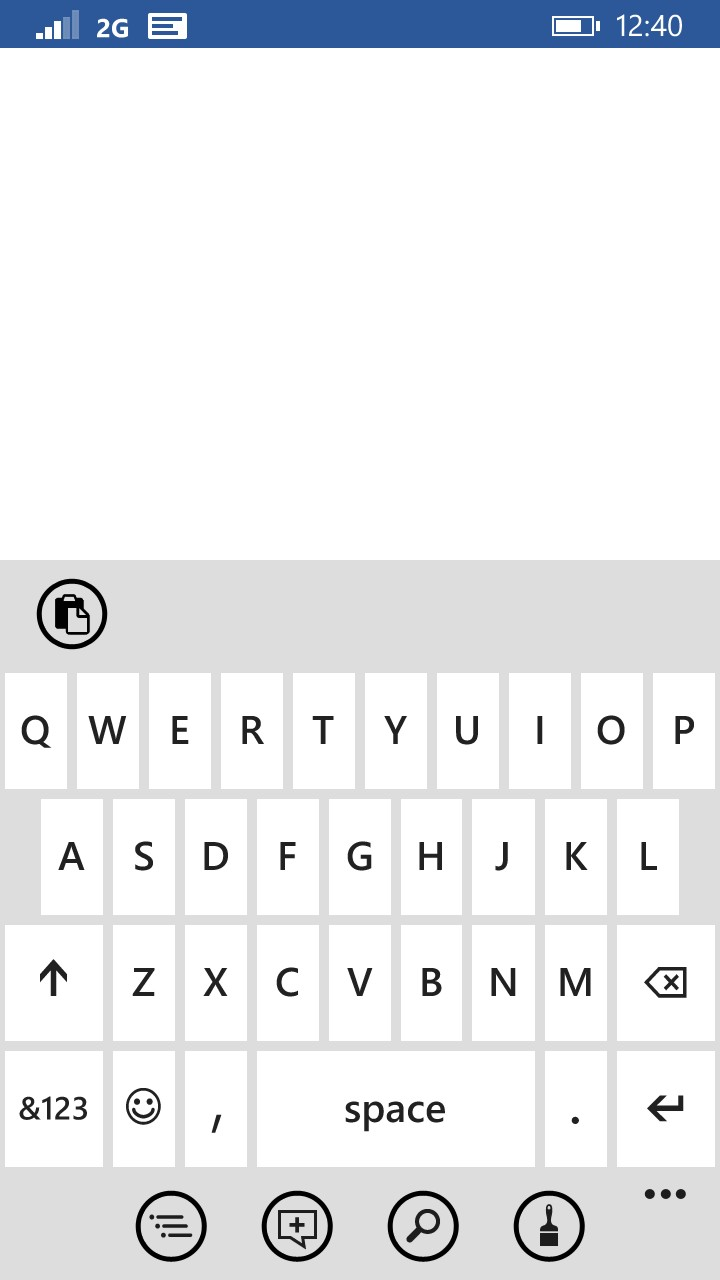 2G 12:40
Q W E R T Y U I O P
A S D F G H J K L
Z X C V B N M
&123 , space .